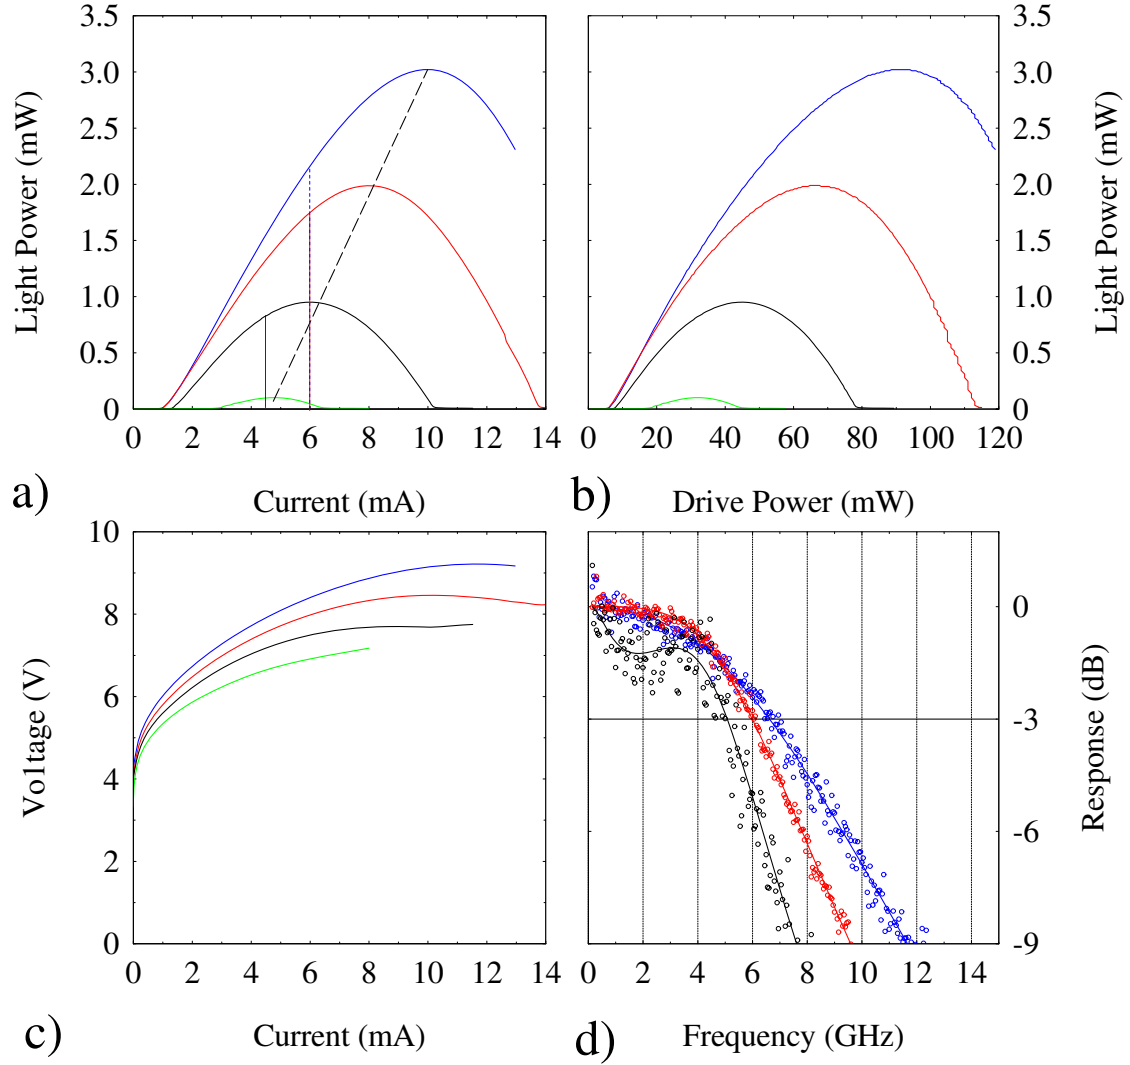 3.5
3.0
2.5
2.0
1.5
1.0
0.5
0
0 2 4 6 8 10 12 14
Light Power (mW)
a)
Current (mA)
3.5
3.0
2.5
2.0
1.5
1.0
0.5
0
0 20 40 60 80 100 120
Light Power (mW)
b)
Drive Power (mW)
10
8
6
4
2
0
0 2 4 6 8 10 12 14
Voltage (V)
c)
Current (mA)
0
-3
-6
-9
0 2 4 6 8 10 12 14
Response (dB)
d)
Frequency (GHz)